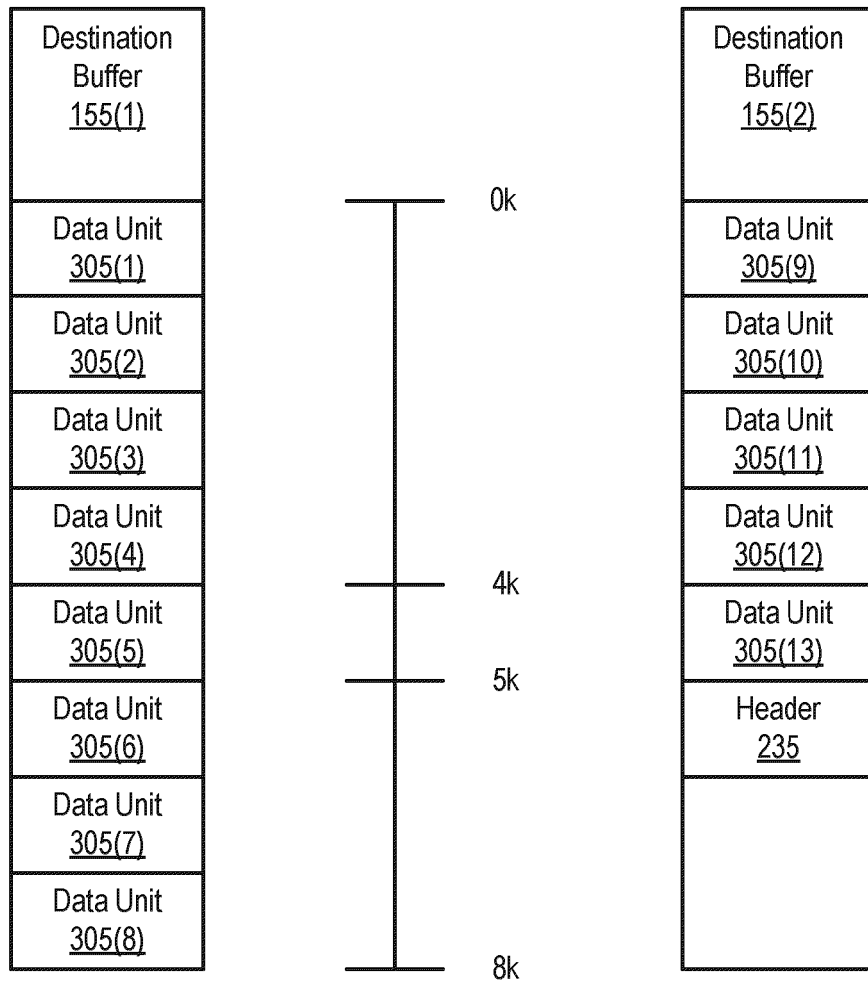 Destination
Buffer
155(1)
Data Unit
305(1)
Data Unit
305(2)
Data Unit
305(3)
Data Unit
305(4)
Data Unit
305(5)
Data Unit
305(6)
Data Unit
305(7)
Data Unit
305(8)
0k
4k
5k
8k
Destination
Buffer
155(2)
Data Unit
305(9)
Data Unit
305(10)
Data Unit
305(11)
Data Unit
305(12)
Data Unit
305(13)
Header
235